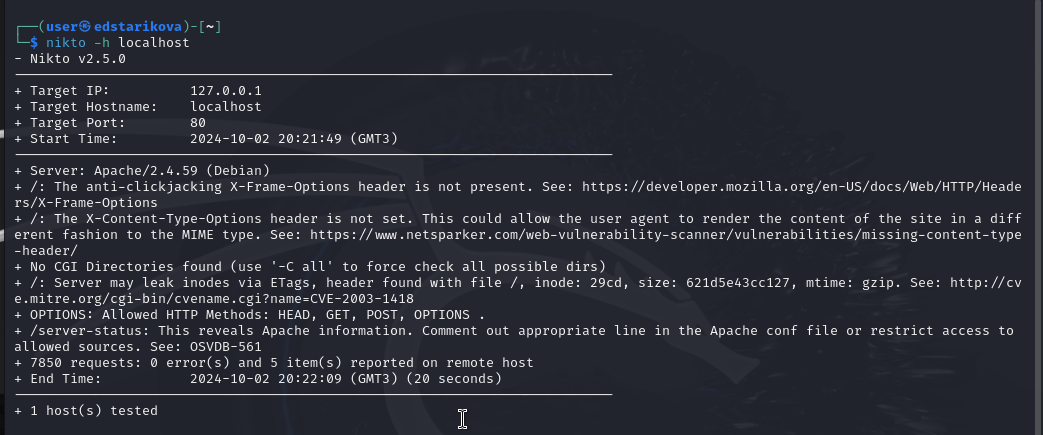 ┌──(user㉿edstarikova)-[~]
└─$ nikto -h localhost
- Nikto v2.5.0
+ Target IP:          127.0.0.1
+ Target Hostname:    localhost
+ Target Port:        80
+ Start Time:         2024-10-02 20:21:49 (GMT3)
+ Server: Apache/2.4.59 (Debian)
+ /: The anti-clickjacking X-Frame-Options header is not present. See: https://developer.mozilla.org/en-US/docs/Web/HTTP/Heade
rs/X-Frame-Options
+ /: The X-Content-Type-Options header is not set. This could allow the user agent to render the content of the site in a diff
erent fashion to the MIME type. See: https://www.netsparker.com/web-vulnerability-scanner/vulnerabilities/missing-content-type
-header/
+ No CGI Directories found (use '-C all' to force check all possible dirs)
+ /: Server may leak inodes via ETags, header found with file /, inode: 29cd, size: 621d5e43cc127, mtime: gzip. See: http://cv
e.mitre.org/cgi-bin/cvename.cgi?name=CVE-2003-1418
+ OPTIONS: Allowed HTTP Methods: HEAD, GET, POST, OPTIONS .
+ /server-status: This reveals Apache information. Comment out appropriate line in the Apache conf file or restrict access to
allowed sources. See: OSVDB-561
+ 7850 requests: 0 error(s) and 5 item(s) reported on remote host
+ End Time:           2024-10-02 20:22:09 (GMT3) (20 seconds)
+ 1 host(s) tested